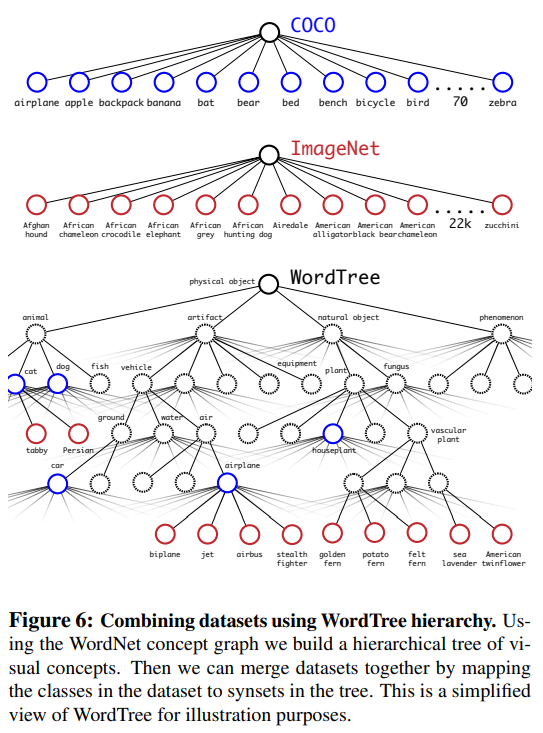 COCO
airplane apple backpack banana bat bear bed bench bicycle bird 70 zebra
ImageNet
Afghan hound African chameleon African crocodile African elephant African grey African hunting dog Airedale American alligator American black bear American chameleon 22k zucchini
WordTree
physical object
animal artifact natural object phenomenon
cat dog fish vehicle equipment plant fungus
tabby Persian ground water air houseplant vascular plant
car airplane
biplane jet airbus stealth fighter golden fern potato fern felt fern sea lavender American twinflower
Figure 6: Combining datasets using WordTree hierarchy. Us-
ing the WordNet concept graph we build a hierarchical tree of vi-
sual concepts. Then we can merge datasets together by mapping
the classes in the dataset to synsets in the tree. This is a simplified
view of WordTree for illustration purposes.